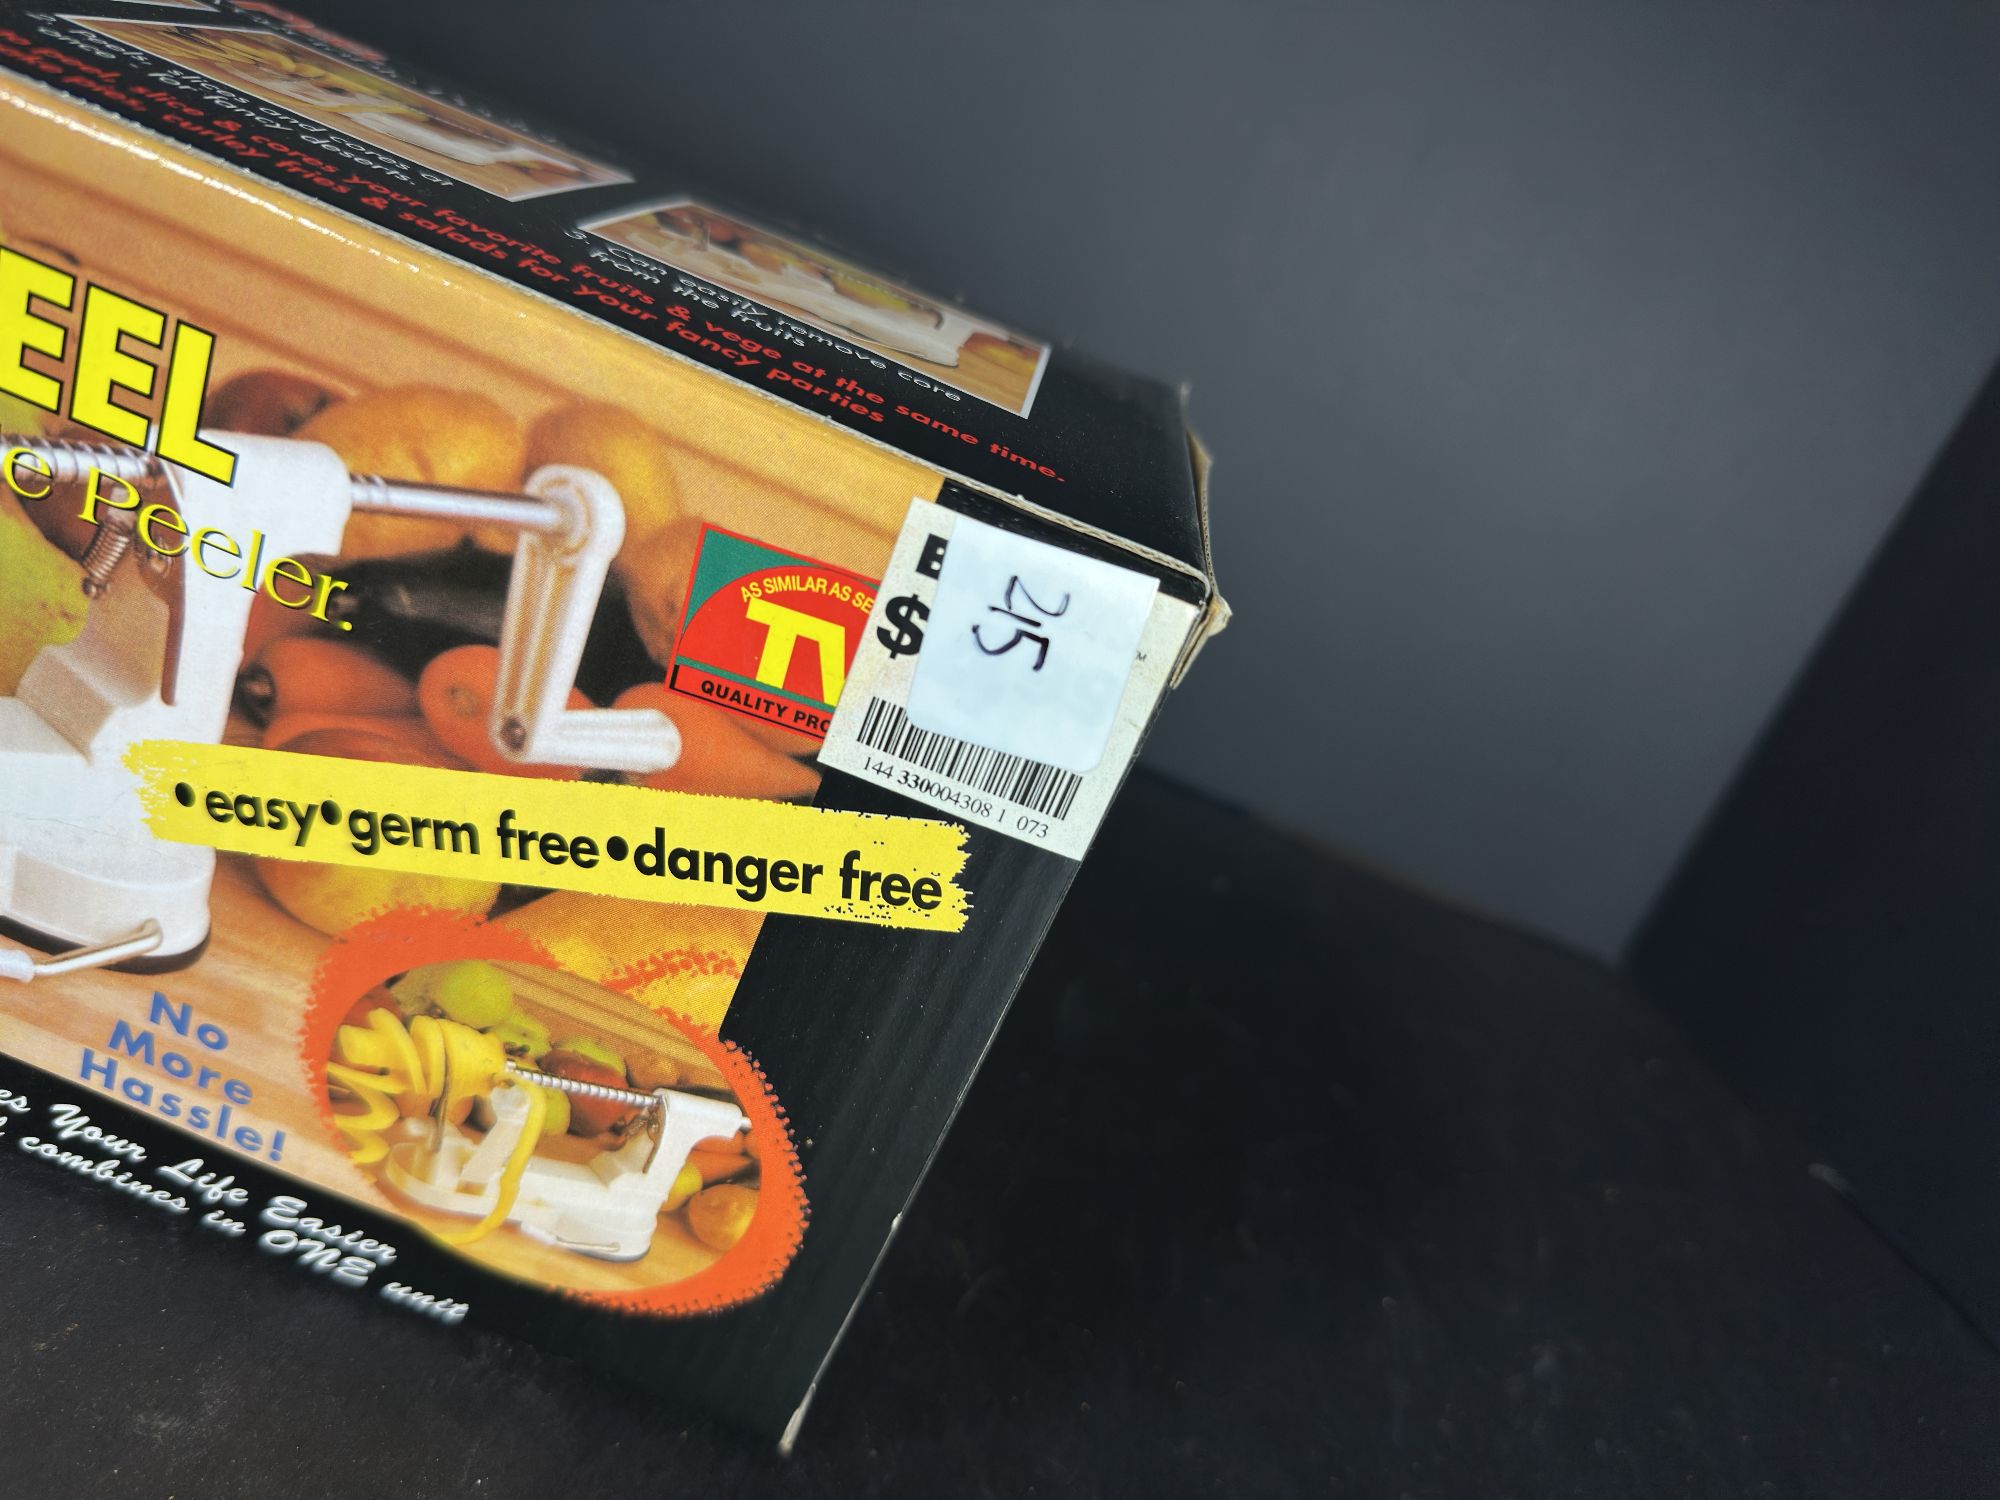 2. Peels, slices and cores at
once - for fancy deserts.
3. Can easily remove core
from the fruits
peel, slice & cores your favorite fruits & vege at the same time.
pies, curley fries & salads for your fancy parties
EEL
e Peeler.
AS SIMILAR AS SE
TV
QUALITY PRO
$
215
144 330004308 1 073
•easy•germ free•danger free
No
More
Hassle!
es Your Life Easier
combines in ONE unit